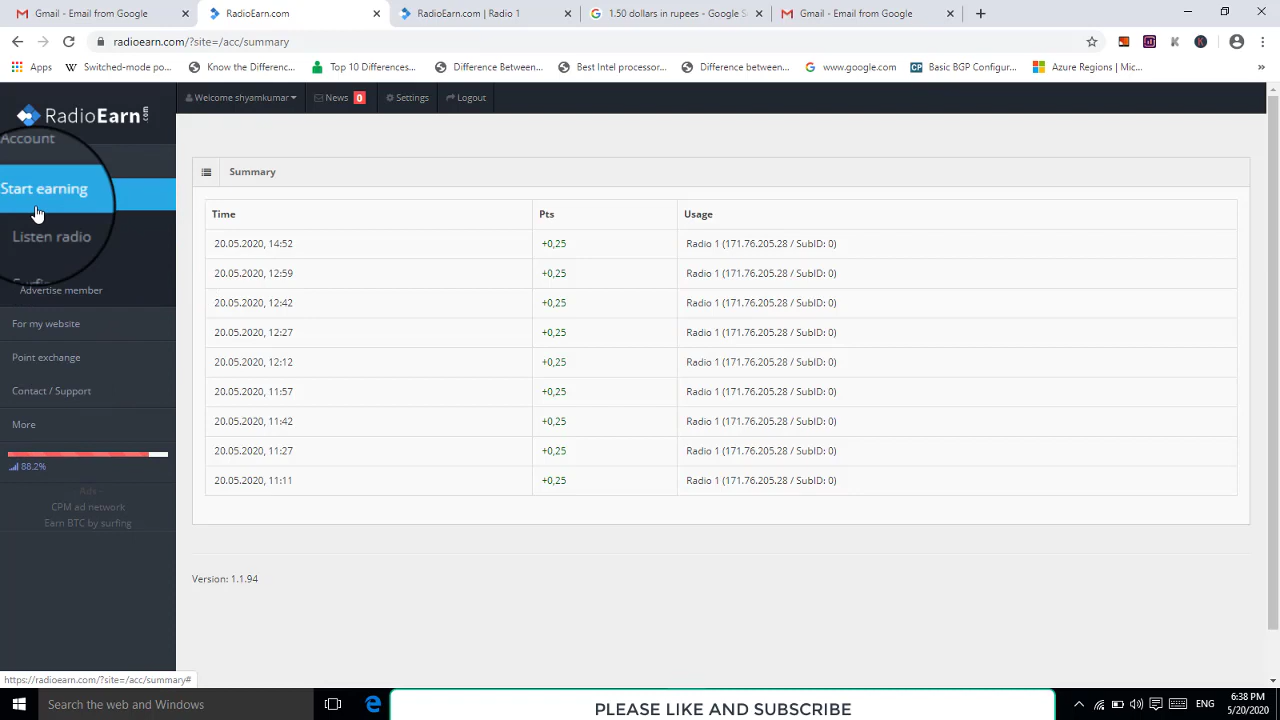 Gmail - Email from Google
RadioEarn.com
RadioEarn.com | Radio 1
1.50 dollars in rupees - Google S
Gmail - Email from Google
radioearn.com/?site=/acc/summary
Apps
Switched-mode po...
Know the Differenc...
Top 10 Differences...
Difference Between...
Best Intel processor...
Difference between...
www.google.com
Basic BGP Configur...
Azure Regions | Mic...
RadioEarn.com
Welcome shyamkumar
News 0
Settings
Logout
Account
Start earning
Listen radio
Advertise member
For my website
Point exchange
Contact / Support
More
88.2%
Ads -
CPM ad network
Earn BTC by surfing
Summary
Time Pts Usage
20.05.2020, 14:52 +0,25 Radio 1 (171.76.205.28 / SubID: 0)
20.05.2020, 12:59 +0,25 Radio 1 (171.76.205.28 / SubID: 0)
20.05.2020, 12:42 +0,25 Radio 1 (171.76.205.28 / SubID: 0)
20.05.2020, 12:27 +0,25 Radio 1 (171.76.205.28 / SubID: 0)
20.05.2020, 12:12 +0,25 Radio 1 (171.76.205.28 / SubID: 0)
20.05.2020, 11:57 +0,25 Radio 1 (171.76.205.28 / SubID: 0)
20.05.2020, 11:42 +0,25 Radio 1 (171.76.205.28 / SubID: 0)
20.05.2020, 11:27 +0,25 Radio 1 (171.76.205.28 / SubID: 0)
20.05.2020, 11:11 +0,25 Radio 1 (171.76.205.28 / SubID: 0)
Version: 1.1.94
https://radioearn.com/?site=/acc/summary#
Search the web and Windows
PLEASE LIKE AND SUBSCRIBE
ENG
6:38 PM
5/20/2020